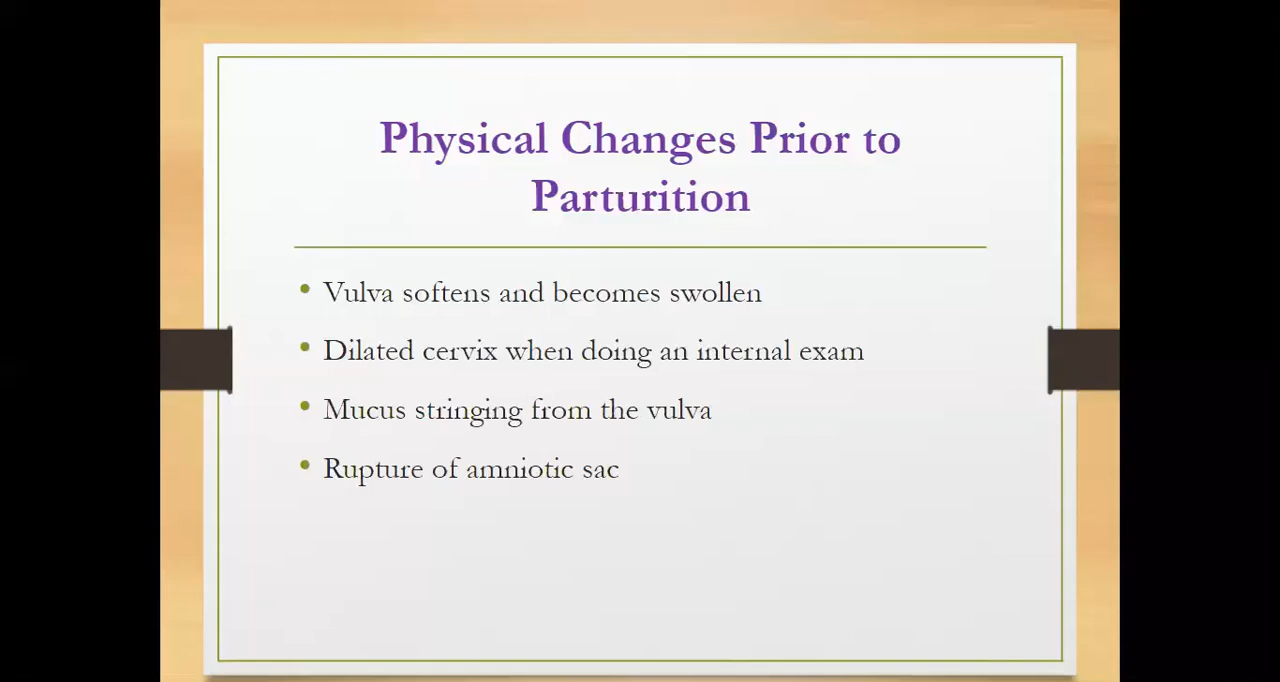 Physical Changes Prior to
Parturition
• Vulva softens and becomes swollen
• Dilated cervix when doing an internal exam
• Mucus stringing from the vulva
• Rupture of amniotic sac